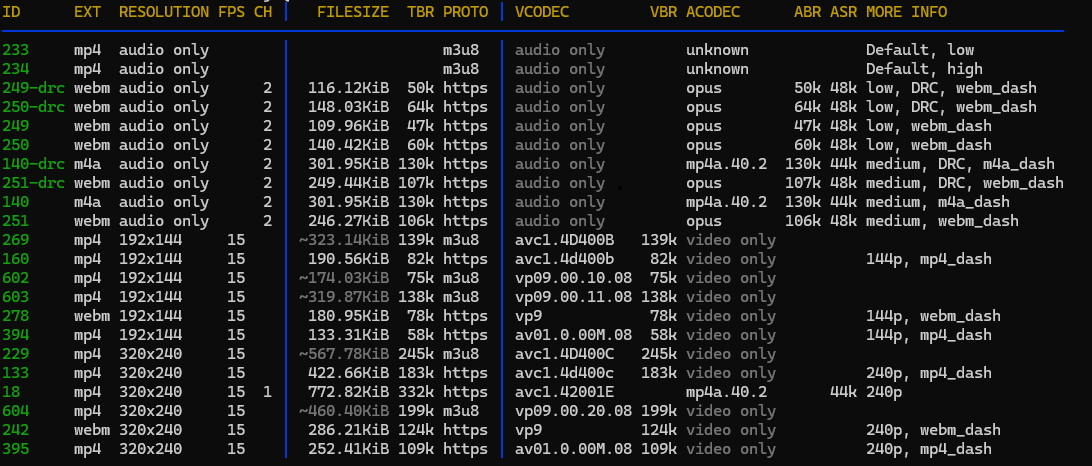 ID EXT RESOLUTION FPS CH │ FILESIZE TBR PROTO │ VCODEC VBR ACODEC ABR ASR MORE INFO
233 mp4 audio only │ m3u8 │ audio only unknown Default, low
234 mp4 audio only │ m3u8 │ audio only unknown Default, high
249-drc webm audio only 2 │ 116.12KiB 50k https │ audio only opus 50k 48k low, DRC, webm_dash
250-drc webm audio only 2 │ 148.03KiB 64k https │ audio only opus 64k 48k low, DRC, webm_dash
249 webm audio only 2 │ 109.96KiB 47k https │ audio only opus 47k 48k low, webm_dash
250 webm audio only 2 │ 140.42KiB 60k https │ audio only opus 60k 48k low, webm_dash
140-drc m4a audio only 2 │ 301.95KiB 130k https │ audio only mp4a.40.2 130k 44k medium, DRC, m4a_dash
251-drc webm audio only 2 │ 249.44KiB 107k https │ audio only opus 107k 48k medium, DRC, webm_dash
140 m4a audio only 2 │ 301.95KiB 130k https │ audio only mp4a.40.2 130k 44k medium, m4a_dash
251 webm audio only 2 │ 246.27KiB 106k https │ audio only opus 106k 48k medium, webm_dash
269 mp4 192x144 15 │ ~323.14KiB 139k m3u8 │ avc1.4D400B 139k video only
160 mp4 192x144 15 │ 190.56KiB 82k https │ avc1.4d400b 82k video only 144p, mp4_dash
602 mp4 192x144 15 │ ~174.03KiB 75k m3u8 │ vp09.00.10.08 75k video only
603 mp4 192x144 15 │ ~319.87KiB 138k m3u8 │ vp09.00.11.08 138k video only
278 webm 192x144 15 │ 180.95KiB 78k https │ vp9 78k video only 144p, webm_dash
394 mp4 192x144 15 │ 133.31KiB 58k https │ av01.0.00M.08 58k video only 144p, mp4_dash
229 mp4 320x240 15 │ ~567.78KiB 245k m3u8 │ avc1.4D400C 245k video only
133 mp4 320x240 15 │ 422.66KiB 183k https │ avc1.4d400c 183k video only 240p, mp4_dash
18 mp4 320x240 15 1 │ 772.82KiB 332k https │ avc1.42001E mp4a.40.2 44k 240p
604 mp4 320x240 15 │ ~460.40KiB 199k m3u8 │ vp09.00.20.08 199k video only
242 webm 320x240 15 │ 286.21KiB 124k https │ vp9 124k video only 240p, webm_dash
395 mp4 320x240 15 │ 252.41KiB 109k https │ av01.0.00M.08 109k video only 240p, mp4_dash